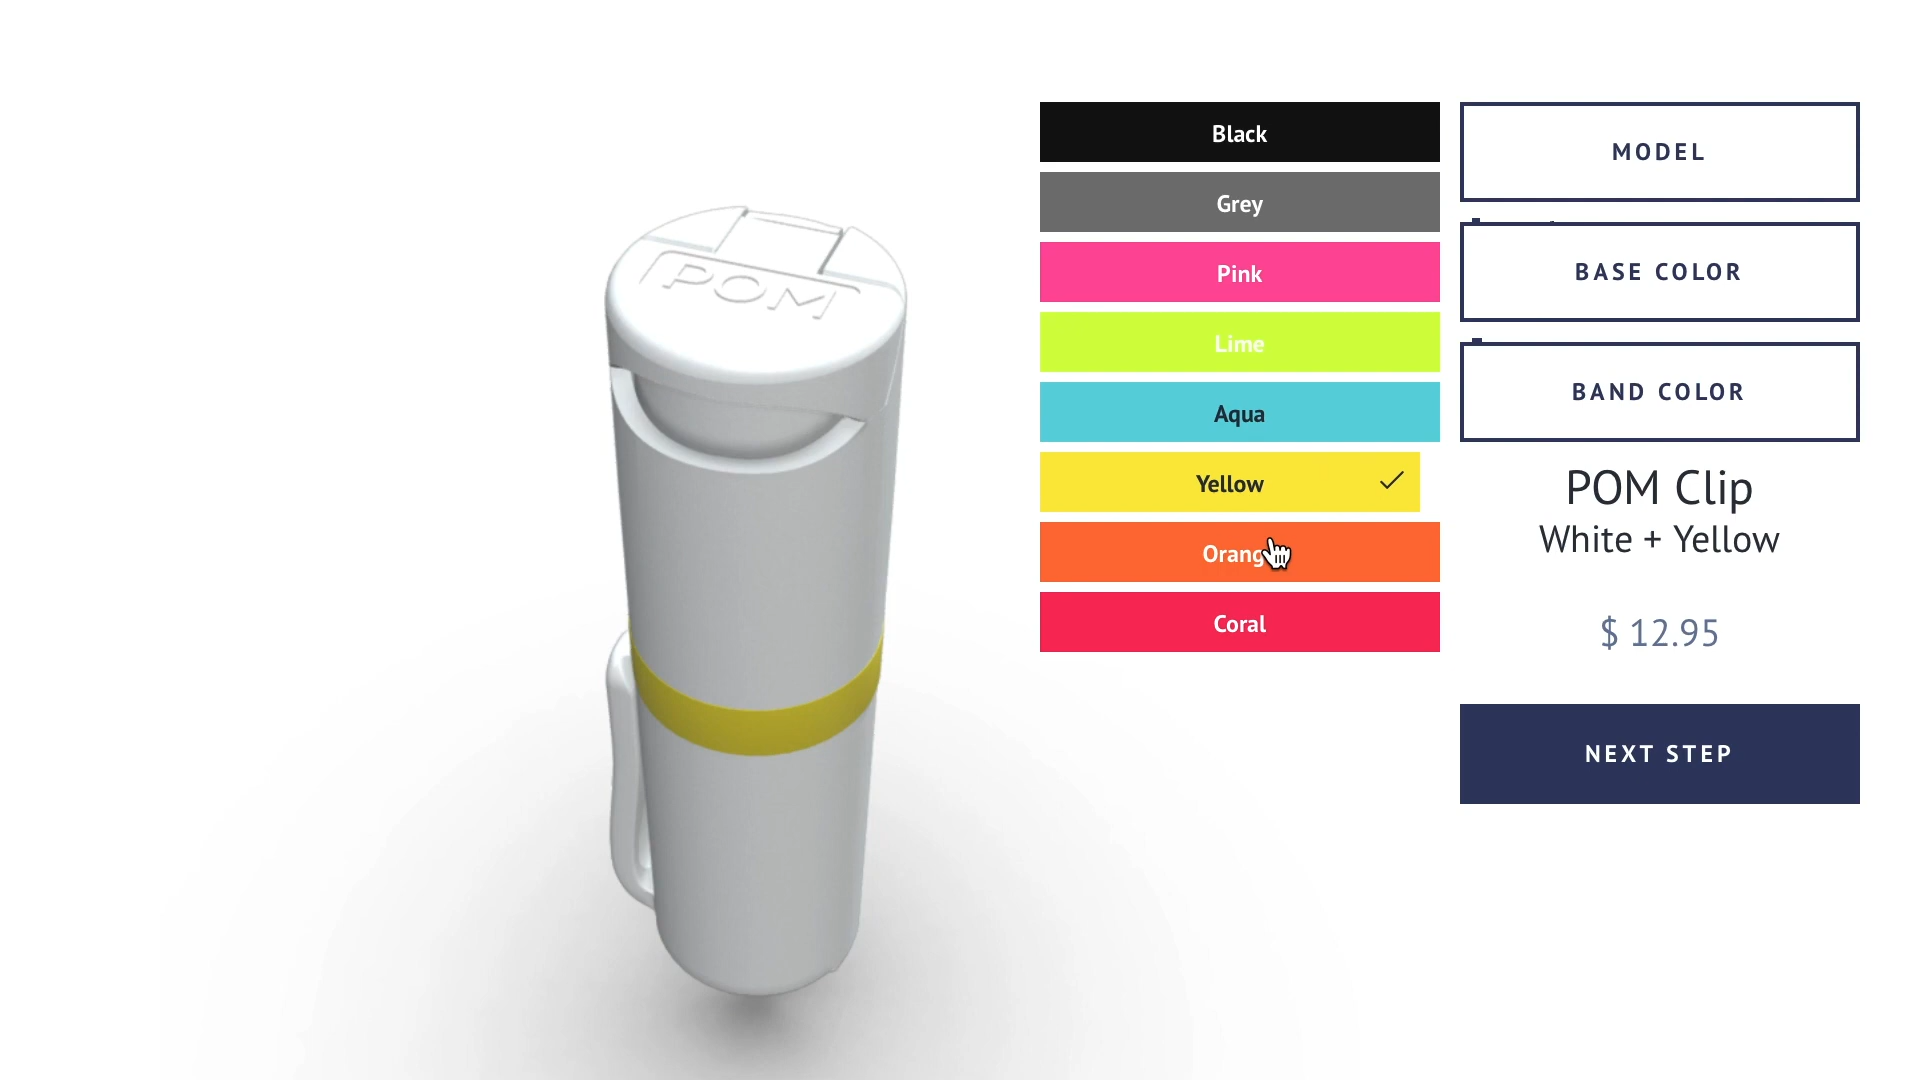 POM
Black
Grey
Pink
Lime
Aqua
Yellow
Orang
Coral
MODEL
BASE COLOR
BAND COLOR
POM Clip
White + Yellow
$ 12.95
NEXT STEP